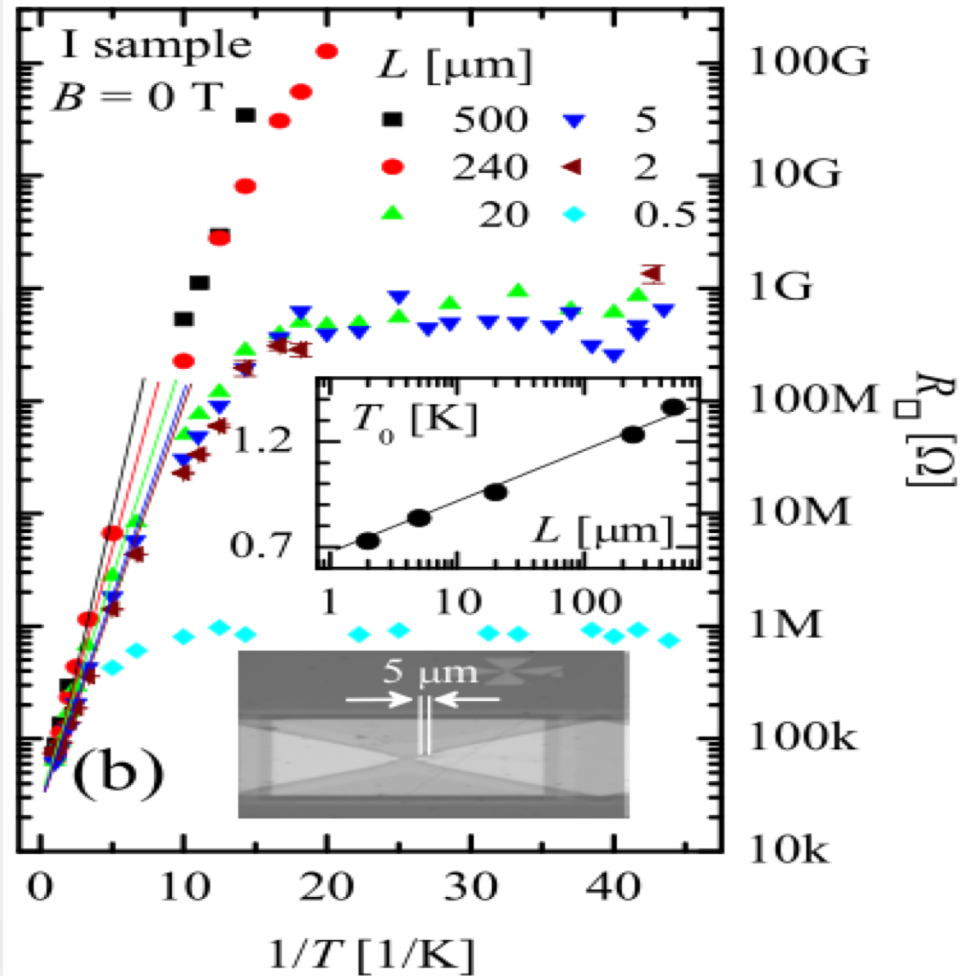 I sample
B = 0 T
L [μm]
500 5
240 2
20 0.5
100G
10G
1G
100M
10M
1M
100k
10k
R□ [Ω]
T0 [K]
1.2
0.7
L [μm]
1 10 100
5 μm
(b)
0 10 20 30 40
1/T [1/K]